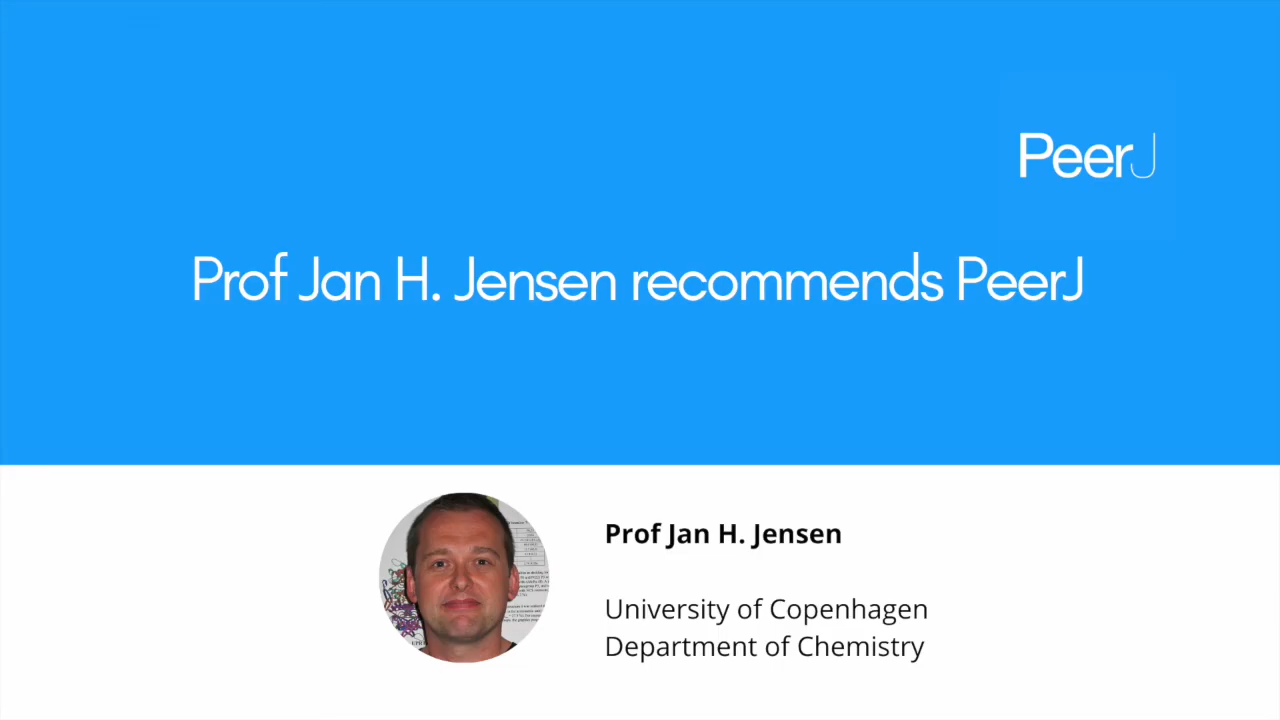 PeerJ
Prof Jan H. Jensen recommends PeerJ
Prof Jan H. Jensen
University of Copenhagen
Department of Chemistry